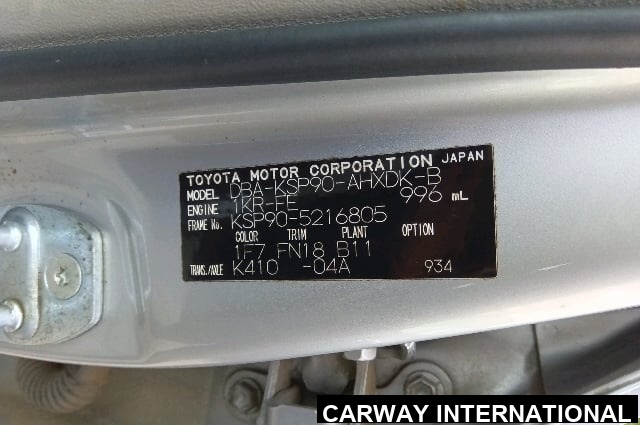 TOYOTA MOTOR CORPORATION JAPAN
MODEL DBA-KSP90-AHXDK-B
ENGINE 1KR-FE 996 mL
FRAME No. KSP90-5216805
COLOR TRIM PLANT OPTION
1F7 FN18 B11
TRANS./AXLE K410 -04A 934
CARWAY INTERNATIONAL